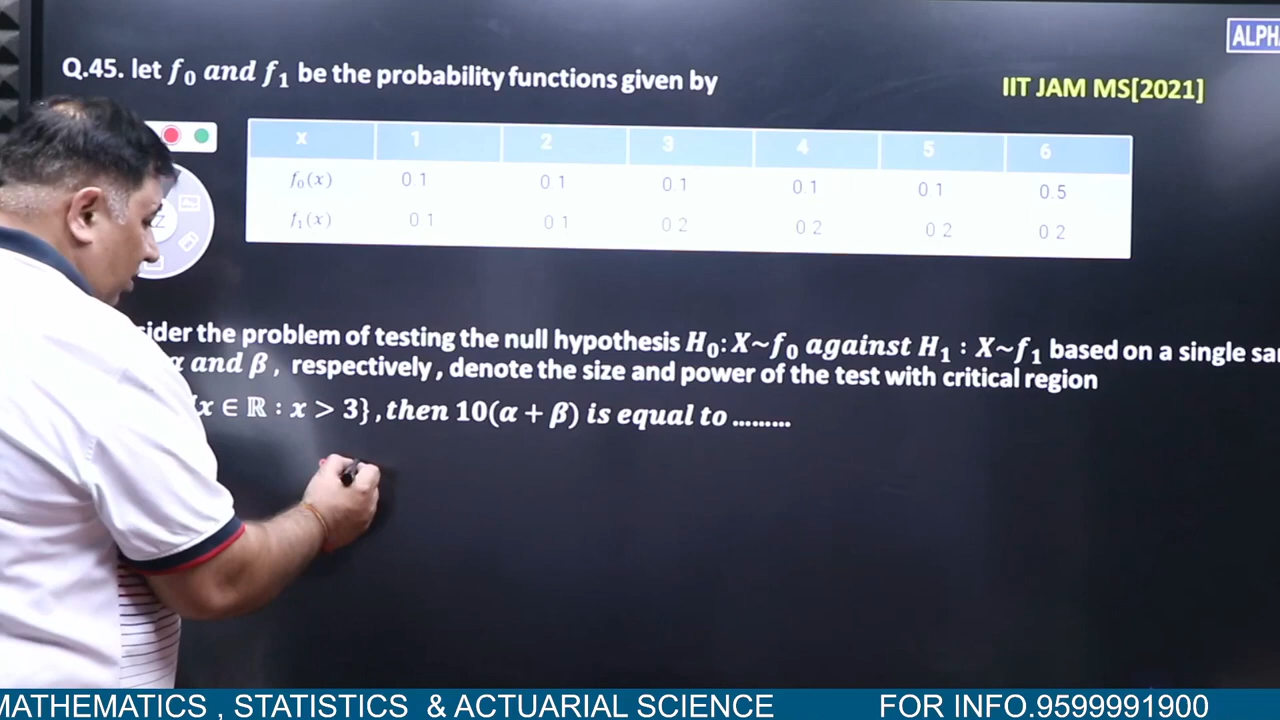 ALPH
Q.45. let f₀ and f₁ be the probability functions given by
IIT JAM MS[2021]
x 1 2 3 4 5 6
f₀(x) 0 1 0 1 0 1 0 1 0 1 0.5
f₁(x) 0 1 0 1 0 2 0 2 0 2 0 2
sider the problem of testing the null hypothesis H₀: X~f₀ against H₁ : X~f₁ based on a single sa
α and β , respectively , denote the size and power of the test with critical region
x ∈ ℝ : x > 3} , then 10(α + β) is equal to .........
MATHEMATICS , STATISTICS & ACTUARIAL SCIENCE FOR INFO.9599991900